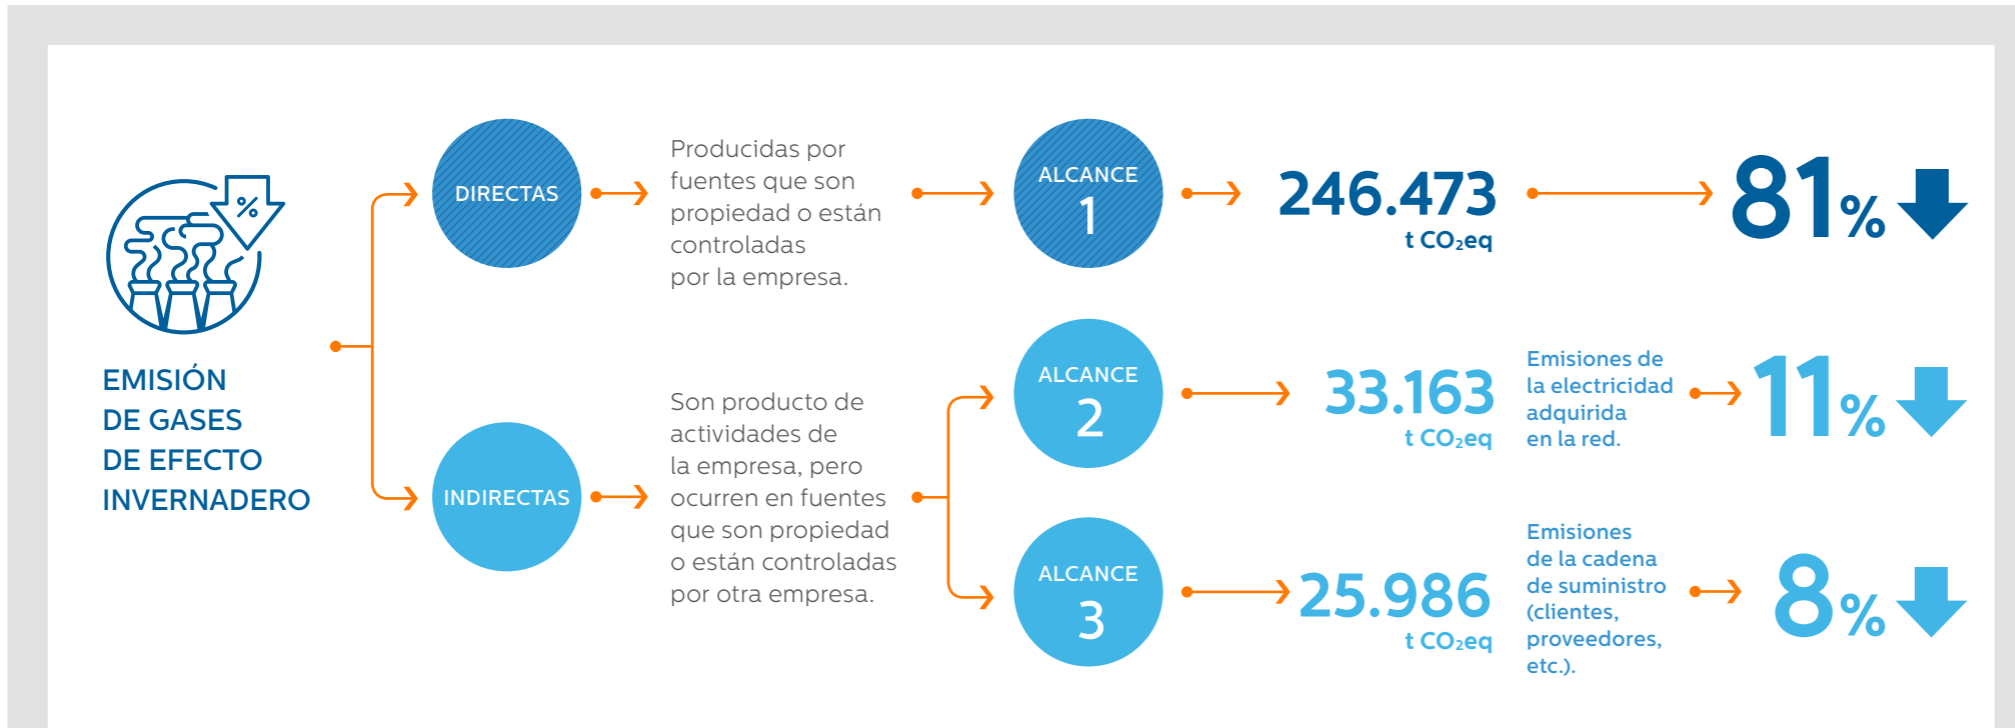 %
EMISIÓN
DE GASES
DE EFECTO
INVERNADERO
DIRECTAS
Producidas por
fuentes que son
propiedad o están
controladas
por la empresa.
ALCANCE
1
246.473
t CO₂eq
81%
INDIRECTAS
Son producto de
actividades de
la empresa, pero
ocurren en fuentes
que son propiedad
o están controladas
por otra empresa.
ALCANCE
2
33.163
t CO₂eq
Emisiones de
la electricidad
adquirida
en la red.
11%
ALCANCE
3
25.986
t CO₂eq
Emisiones
de la cadena
de suministro
(clientes,
proveedores,
etc.).
8%